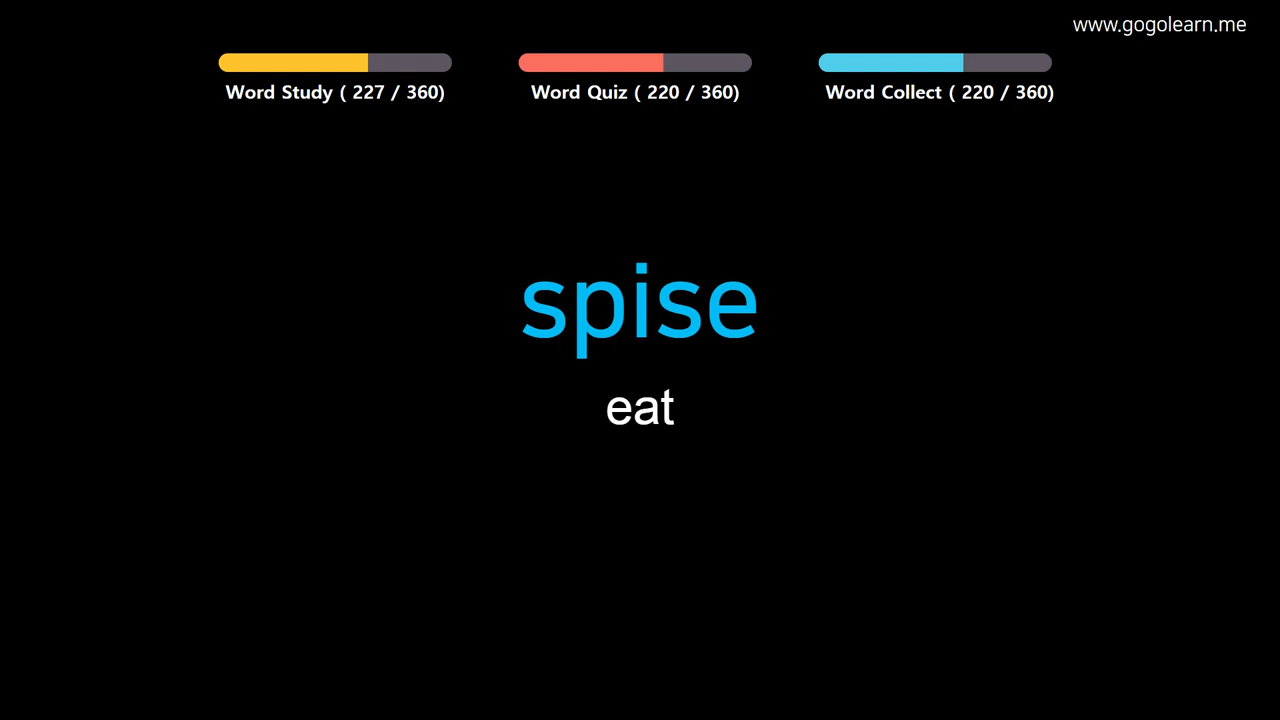 www.gogolearn.me
Word Study ( 227 / 360)
Word Quiz ( 220 / 360)
Word Collect ( 220 / 360)
spise
eat